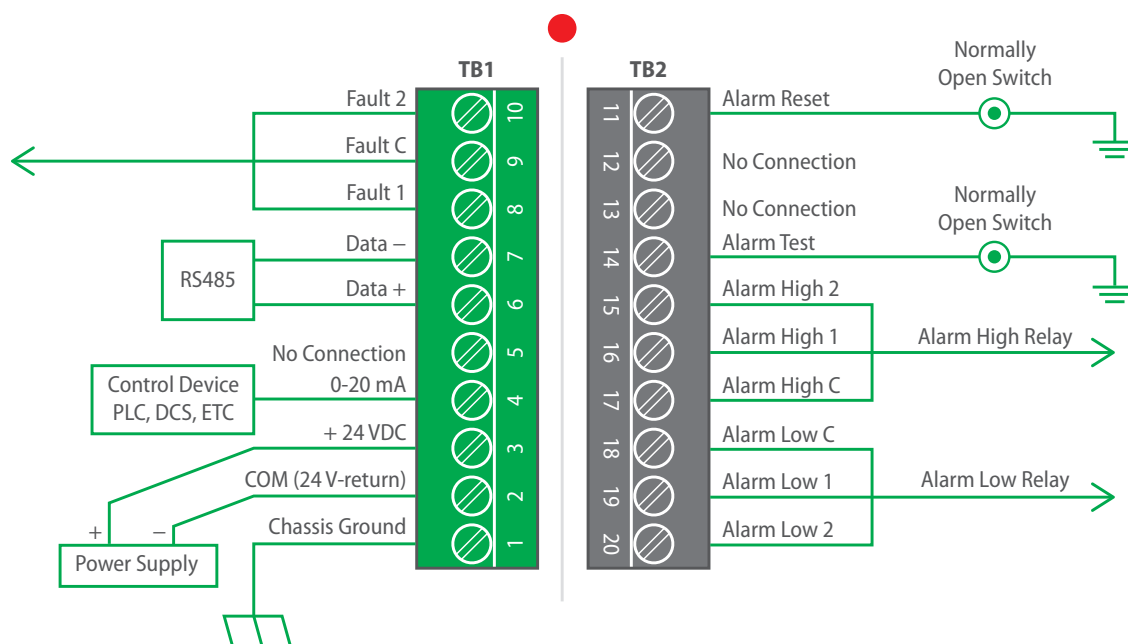 TB1
Fault 2
10
Fault C
9
Fault 1
8
Data –
7
RS485
Data +
6
No Connection
5
Control Device
PLC, DCS, ETC
0-20 mA
4
+ 24 VDC
3
COM (24 V-return)
2
+
–
Chassis Ground
1
Power Supply
TB2
11
Alarm Reset
Normally
Open Switch
12
No Connection
13
No Connection
14
Alarm Test
Normally
Open Switch
15
Alarm High 2
16
Alarm High 1
Alarm High Relay
17
Alarm High C
18
Alarm Low C
19
Alarm Low 1
Alarm Low Relay
20
Alarm Low 2